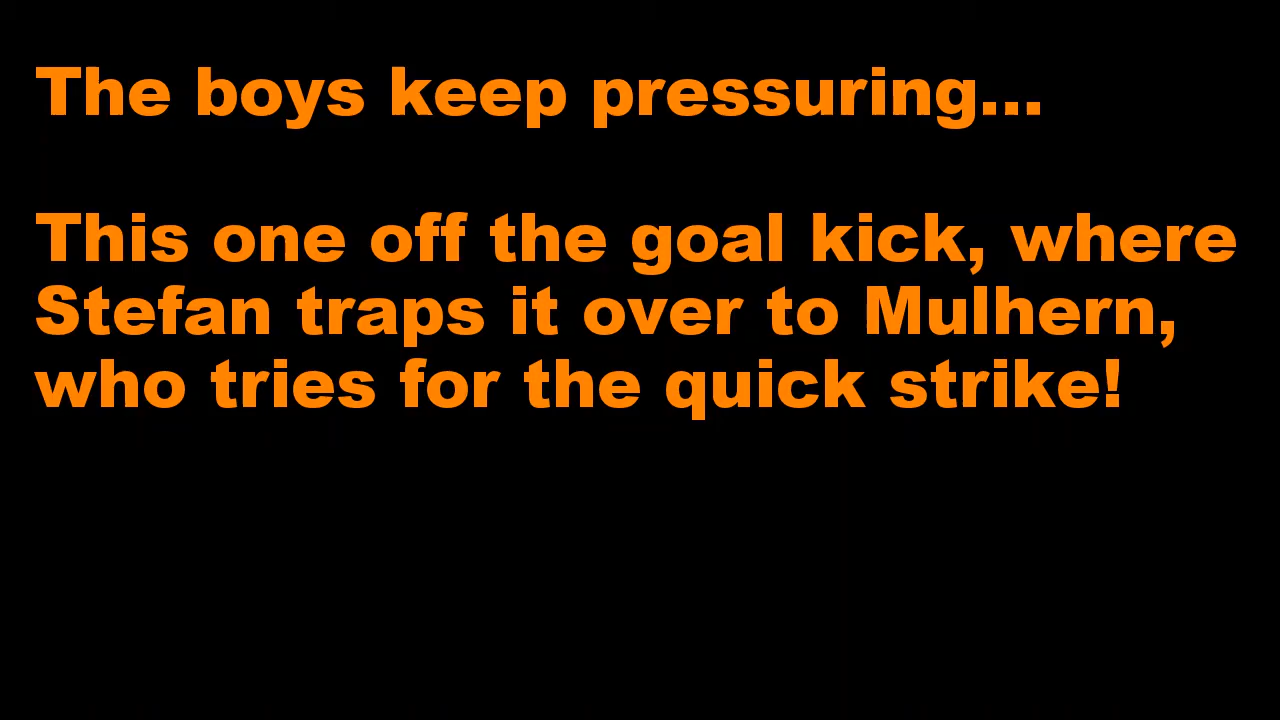 The boys keep pressuring...
This one off the goal kick, where
Stefan traps it over to Mulhern,
who tries for the quick strike!